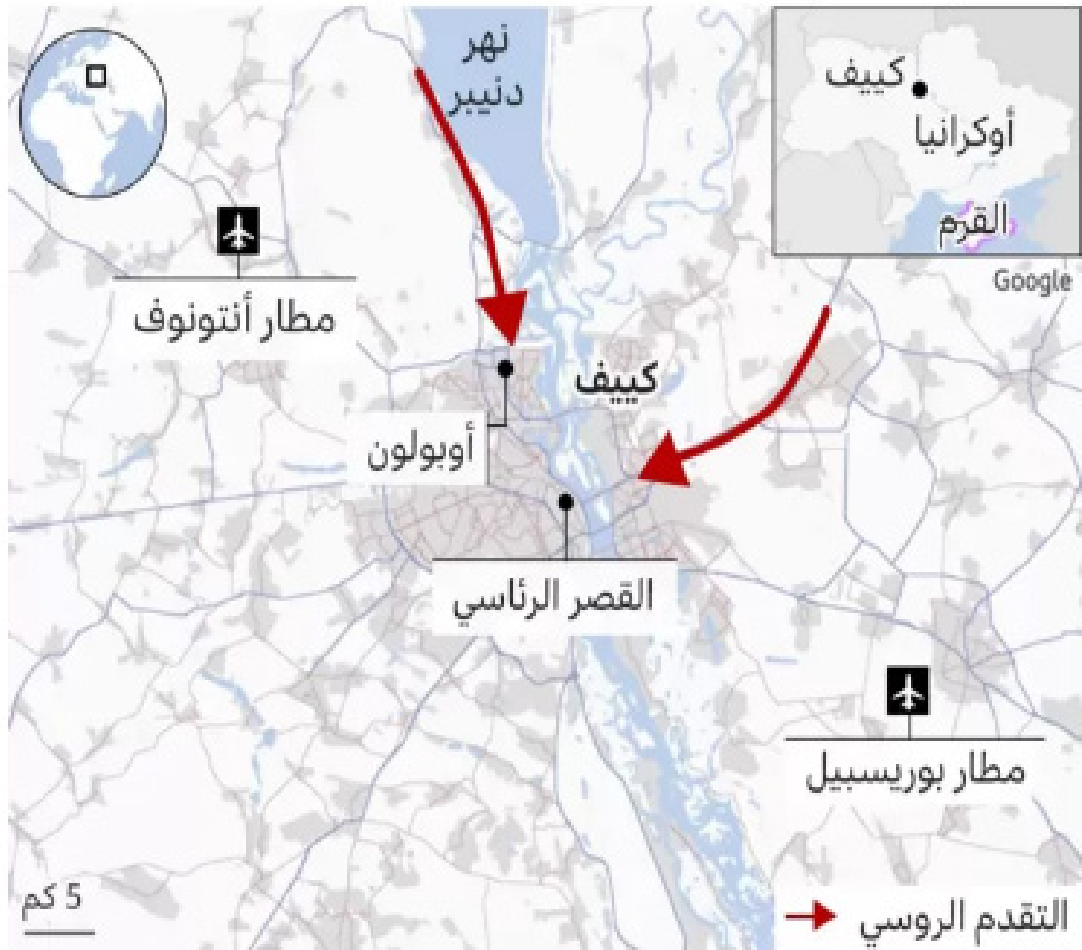 نهر
دنيبر
كييف
أوكرانيا
القرم
Google
مطار أنتونوف
كييف
أوبولون
القصر الرئاسي
مطار بوريسبيل
5 كم
التقدم الروسي